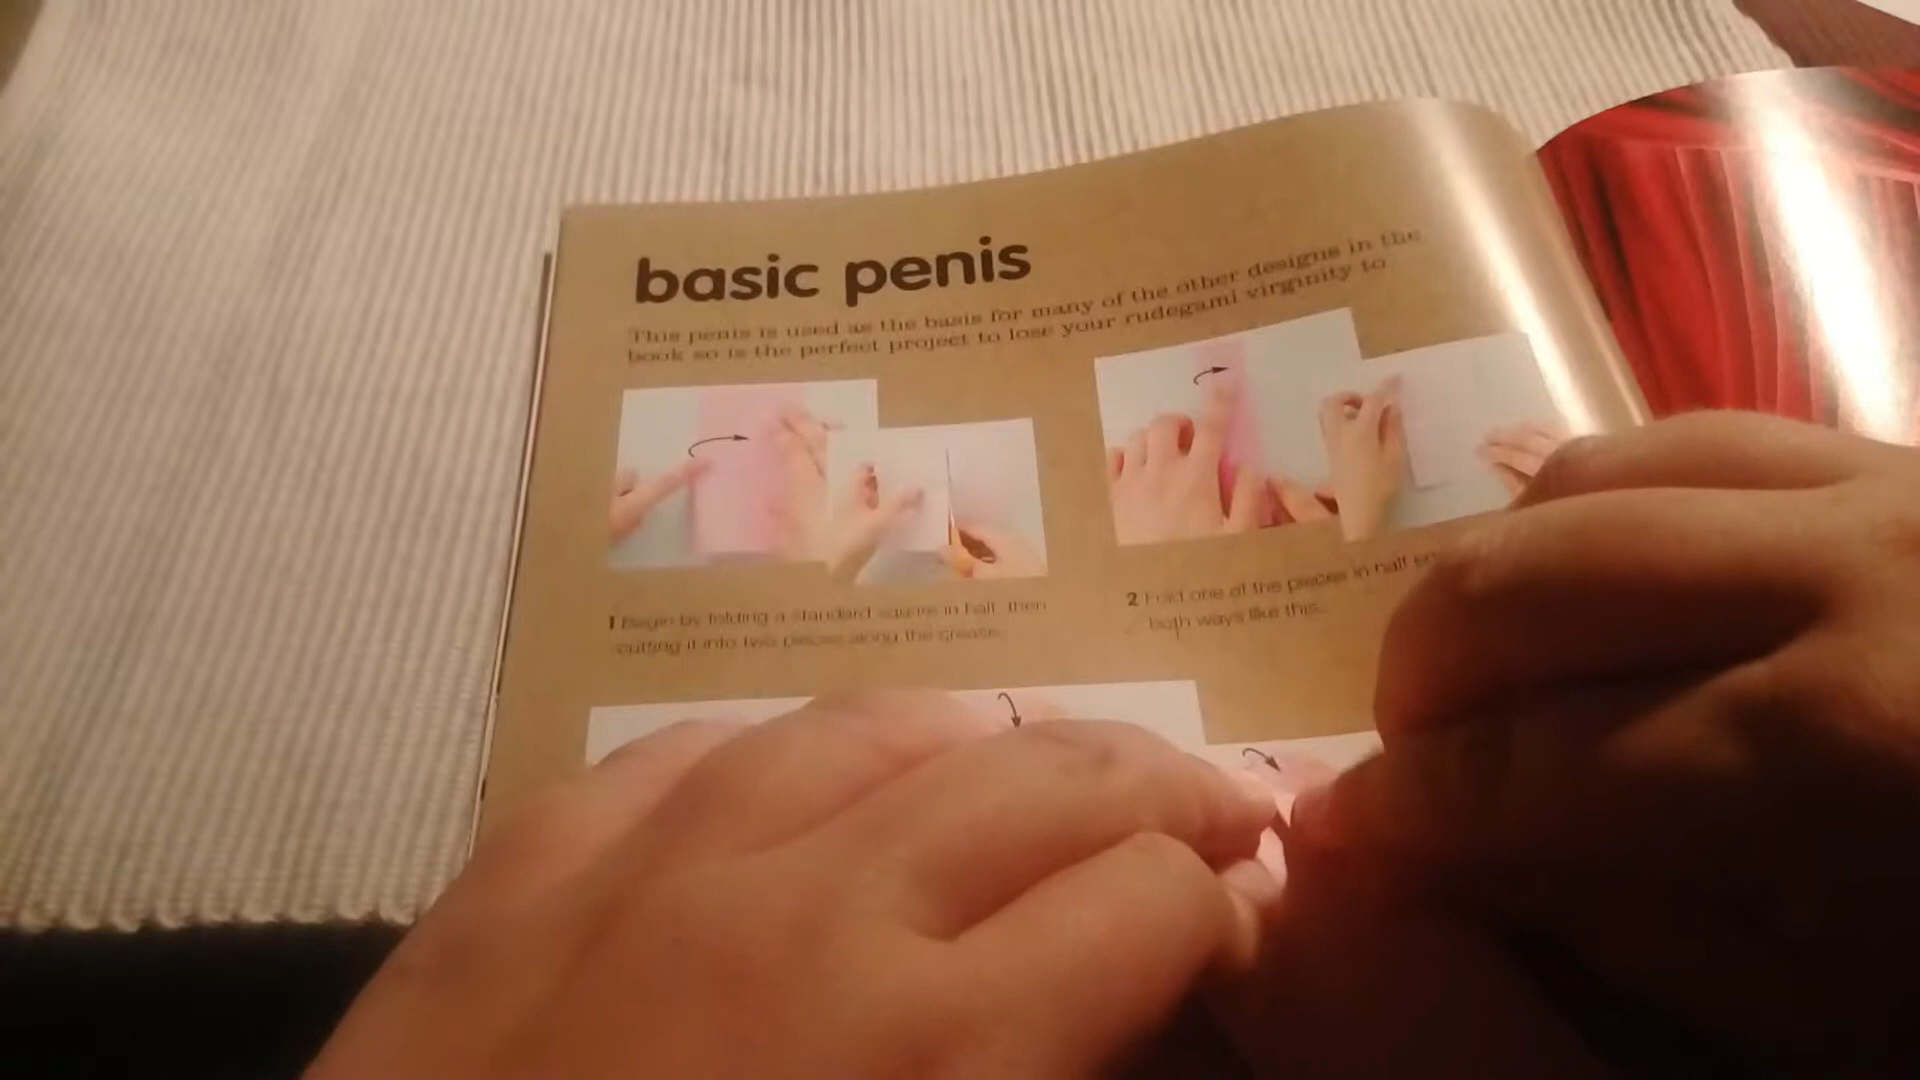 basic penis
This penis is used as the basis for many of the other designs in the
book so is the perfect project to lose your rudegami virginity to
1 Begin by folding a standard square in half, then
cutting it into two pieces along the crease.
2 Fold one of the pieces in half
both ways like this.